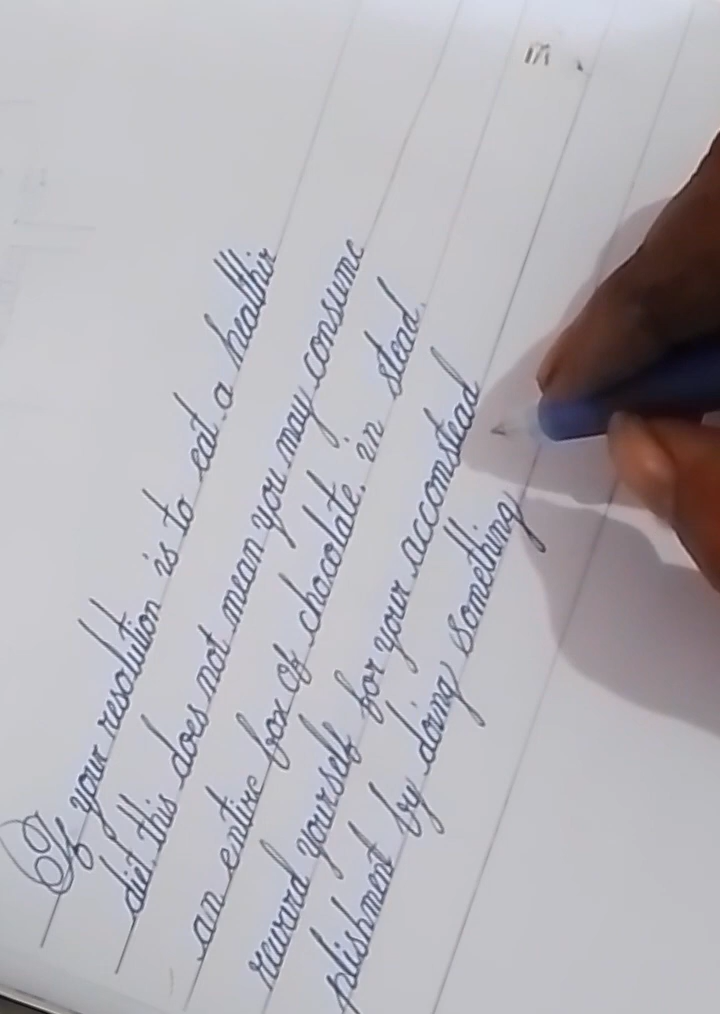 If your resolution is to eat a healthir
diet this does not mean you may consume
an entire box of chocolate. in stead.
reward yourself for your accomstead
plishment by doing something